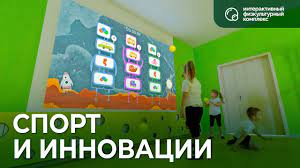 интерактивный
физкультурный
комплекс
СПОРТ
И ИННОВАЦИИ